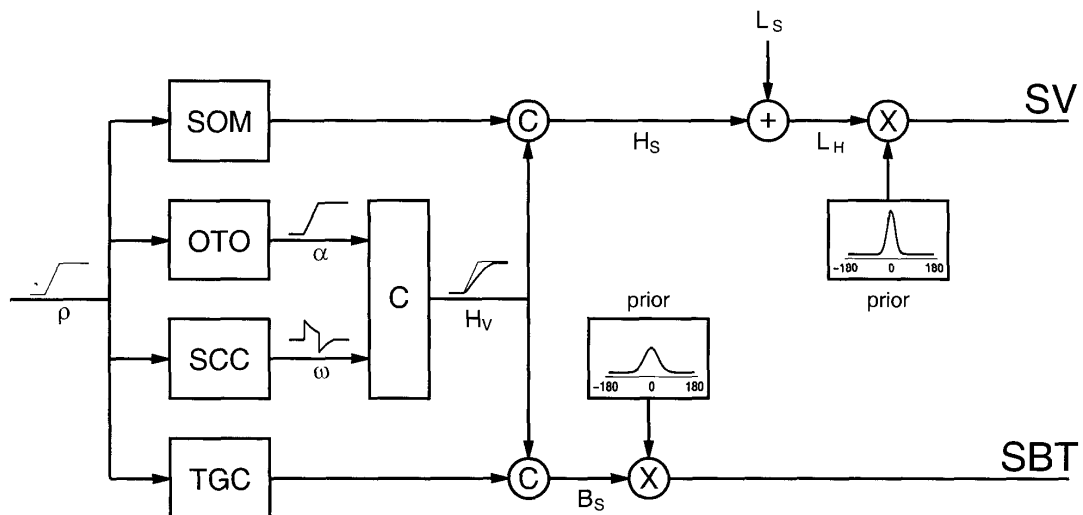 L S
SV
SOM
C
+
X
H S
L H
OTO
α
-180 0 180
prior
ρ
C
H V
prior
SCC
ω
-180 0 180
TGC
C
B S
X
SBT